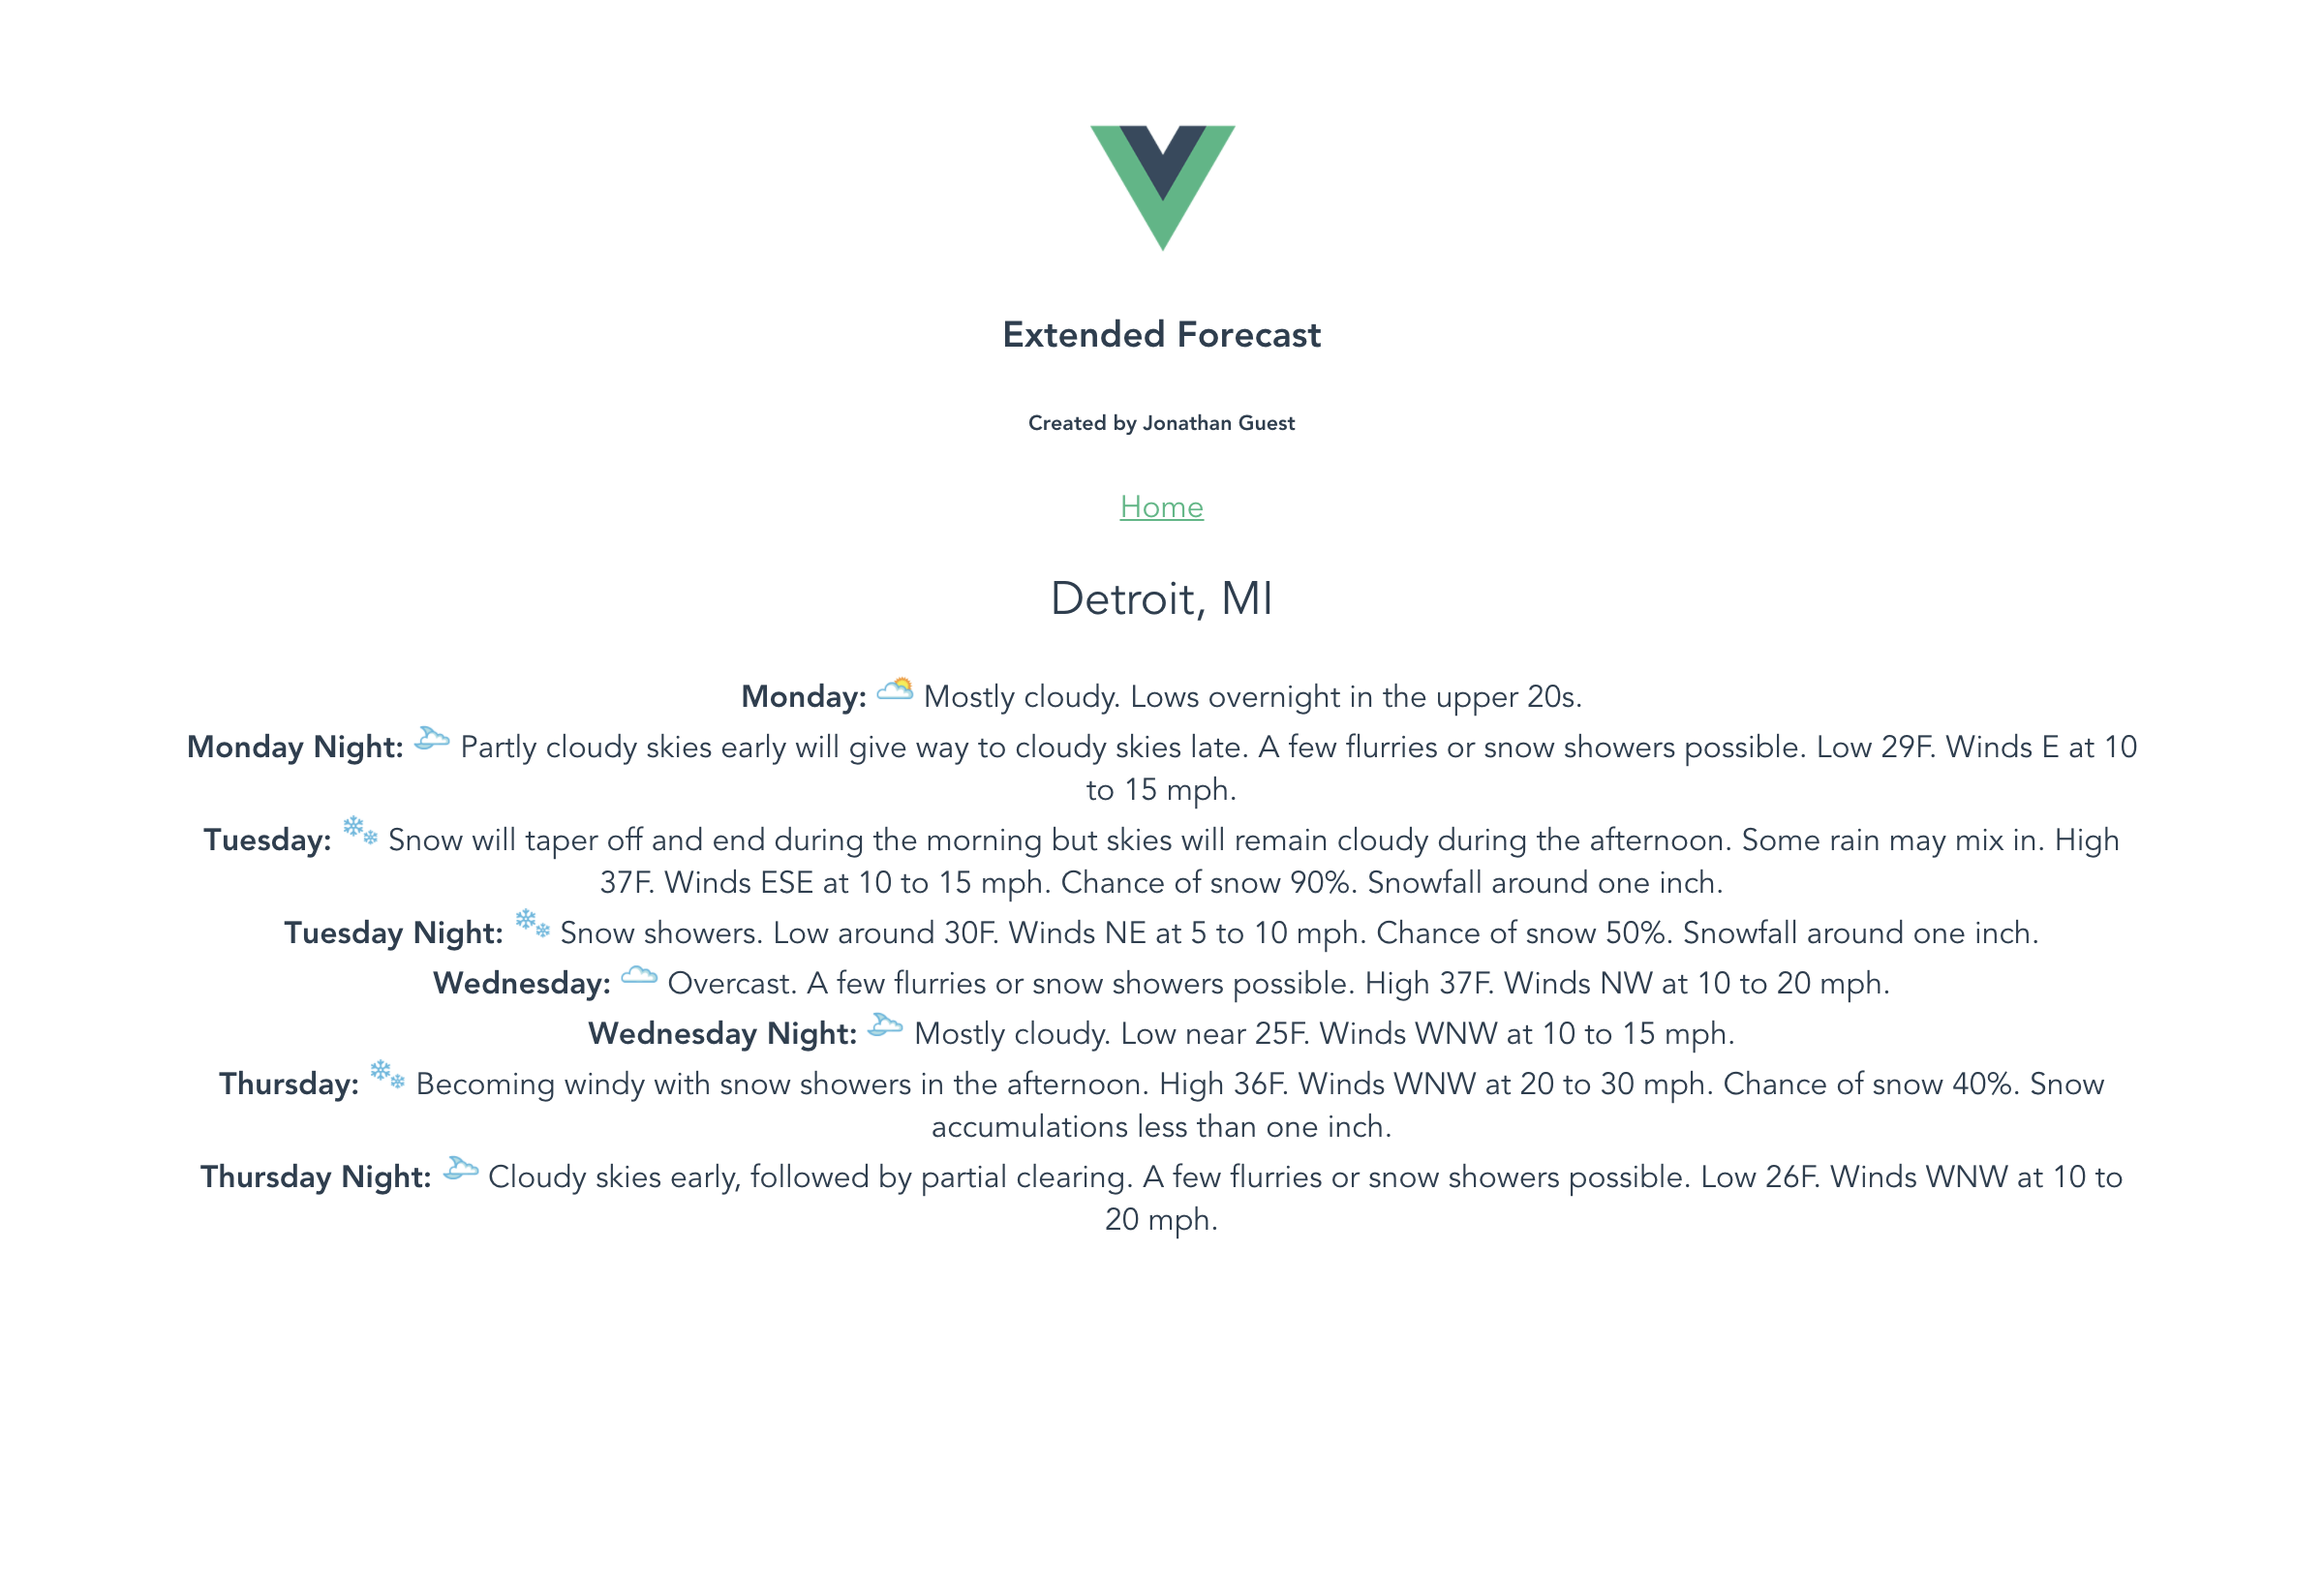 Extended Forecast
Created by Jonathan Guest
Home
Detroit, MI
Monday: Mostly cloudy. Lows overnight in the upper 20s.
Monday Night: Partly cloudy skies early will give way to cloudy skies late. A few flurries or snow showers possible. Low 29F. Winds E at 10
to 15 mph.
Tuesday: Snow will taper off and end during the morning but skies will remain cloudy during the afternoon. Some rain may mix in. High
37F. Winds ESE at 10 to 15 mph. Chance of snow 90%. Snowfall around one inch.
Tuesday Night: Snow showers. Low around 30F. Winds NE at 5 to 10 mph. Chance of snow 50%. Snowfall around one inch.
Wednesday: Overcast. A few flurries or snow showers possible. High 37F. Winds NW at 10 to 20 mph.
Wednesday Night: Mostly cloudy. Low near 25F. Winds WNW at 10 to 15 mph.
Thursday: Becoming windy with snow showers in the afternoon. High 36F. Winds WNW at 20 to 30 mph. Chance of snow 40%. Snow
accumulations less than one inch.
Thursday Night: Cloudy skies early, followed by partial clearing. A few flurries or snow showers possible. Low 26F. Winds WNW at 10 to
20 mph.